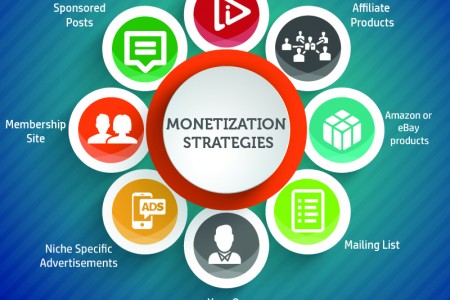 Sponsored
Posts
Affiliate
Products
MONETIZATION
STRATEGIES
Membership
Site
Amazon or
eBay
products
ADS
Niche Specific
Advertisements
Mailing List